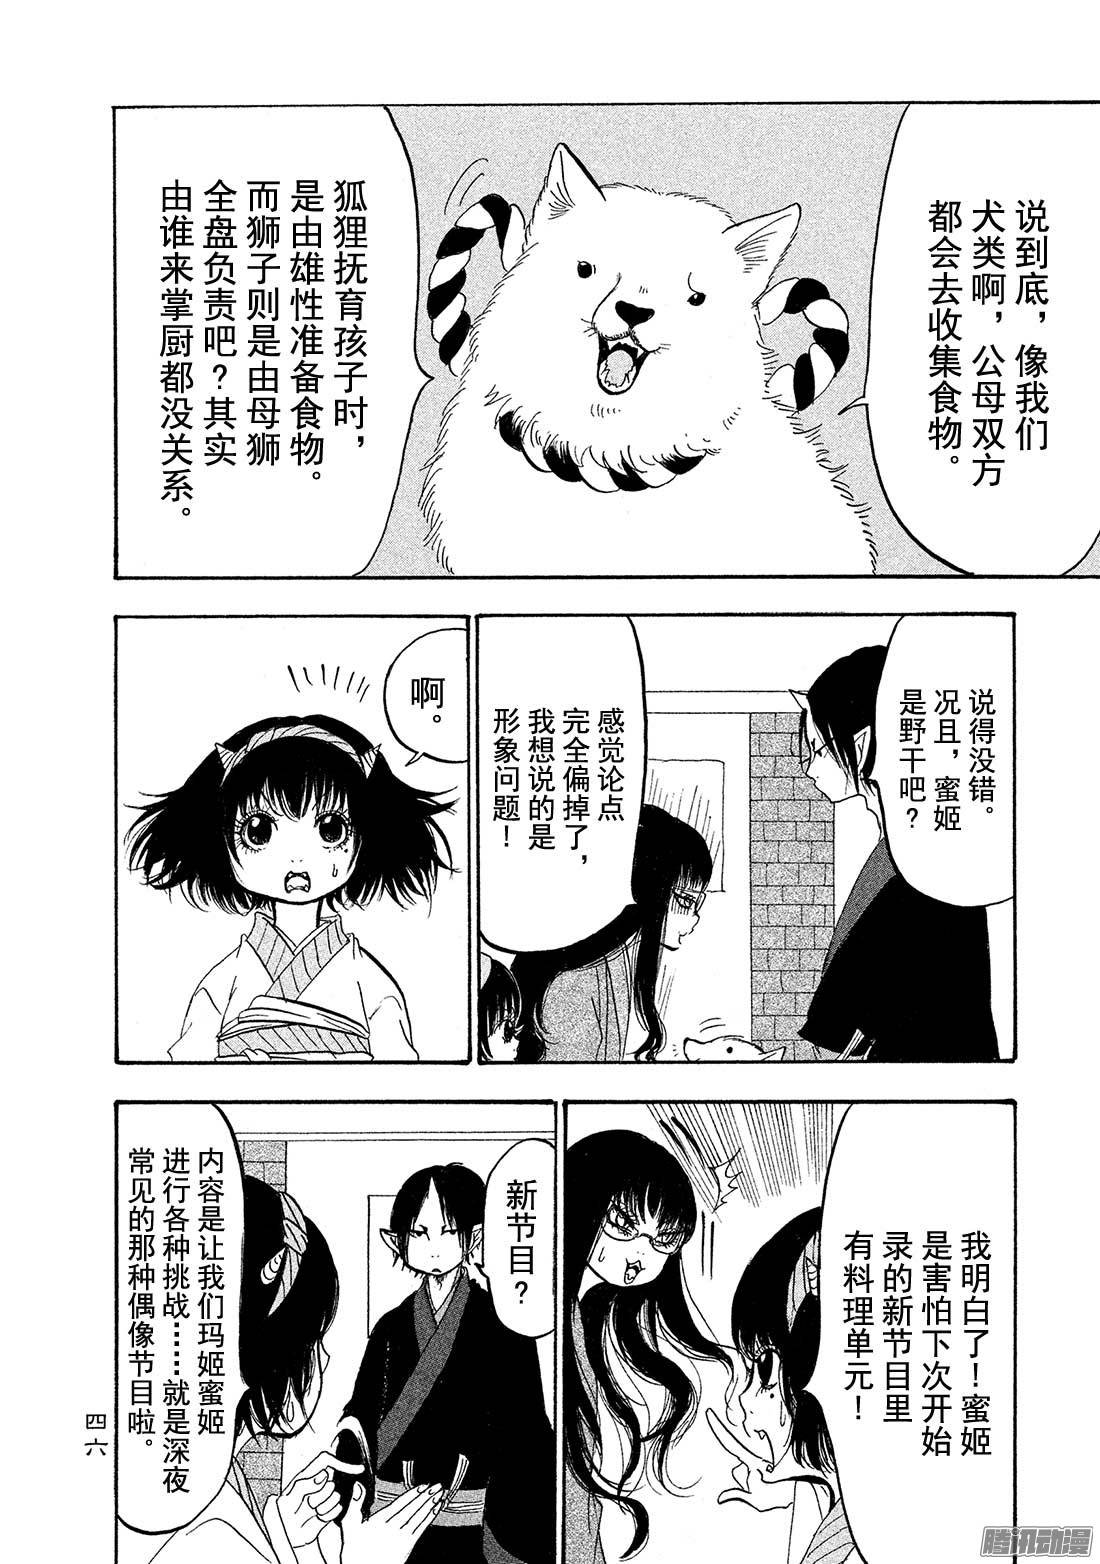 说到底，像我们
犬类啊，公母双方
都会去收集食物。
狐狸抚育孩子时，
是由雄性准备食物。
而狮子则是由母狮
全盘负责吧？其实
由谁来掌厨都没关系。
说得没错。
况且，蜜姬
是野干吧？
感觉论点
完全偏掉了，
我想说的是
形象问题！
啊。
我明白了！蜜姬
是害怕下次开始
录的新节目里
有料理单元！
新节目？
内容是让我们玛姬蜜姬
进行各种挑战……就是深夜
常见的那种偶像节目啦。
四六
腾讯动漫